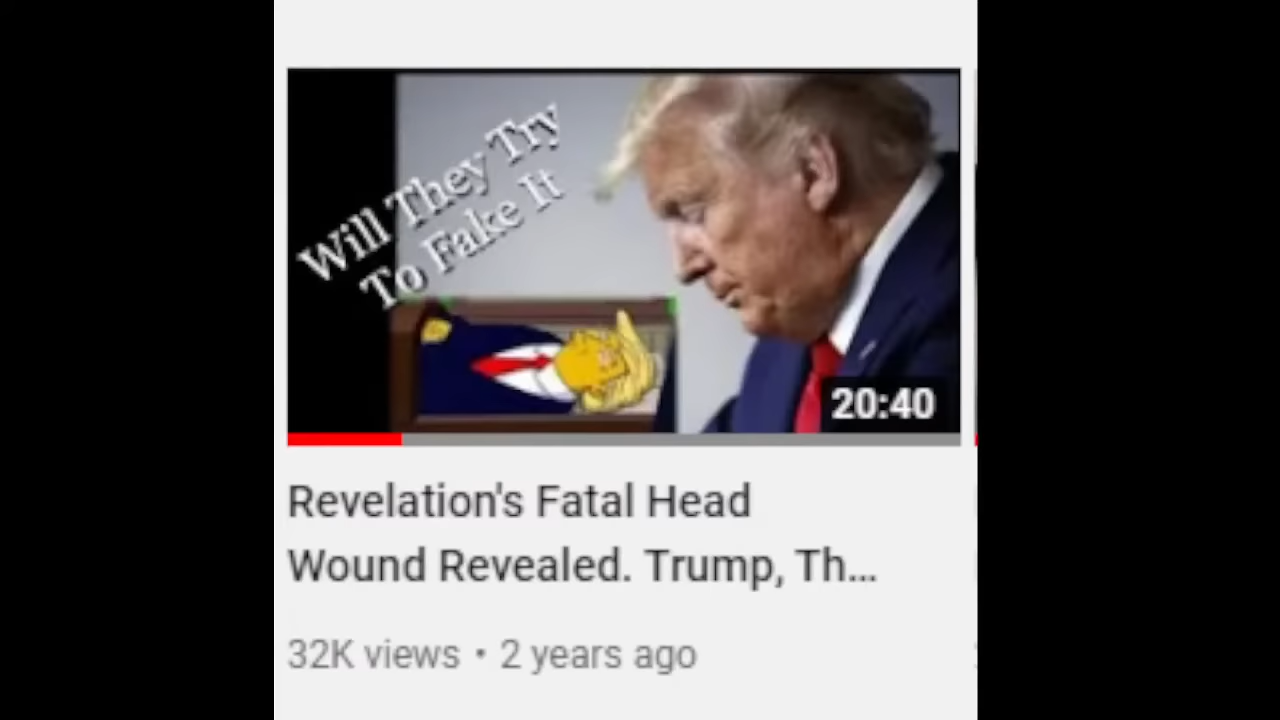 Will They Try
To Fake It
20:40
Revelation's Fatal Head
Wound Revealed. Trump, Th...
32K views • 2 years ago